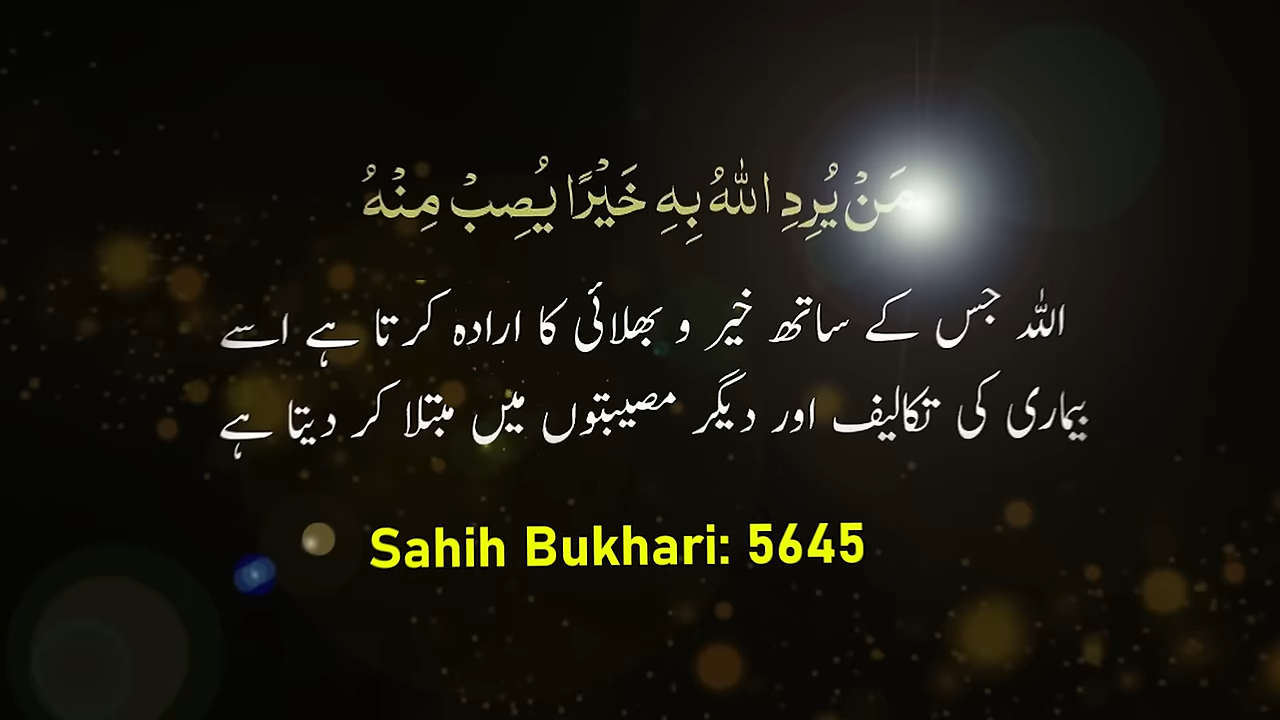 مَنْ يُرِدِ اللّٰهُ بِهِ خَيْرًا يُصِبْ مِنْهُ
اللہ جس کے ساتھ خیر و بھلائی کا ارادہ کرتا ہے اسے
بیماری کی تکالیف اور دیگر مصیبتوں میں مبتلا کر دیتا ہے
Sahih Bukhari: 5645